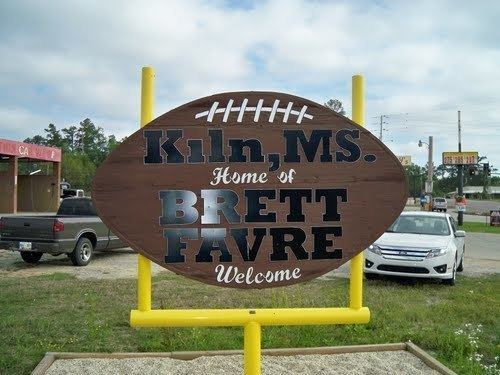 Kiln, MS.
Home of
BRETT
FAVRE
Welcome